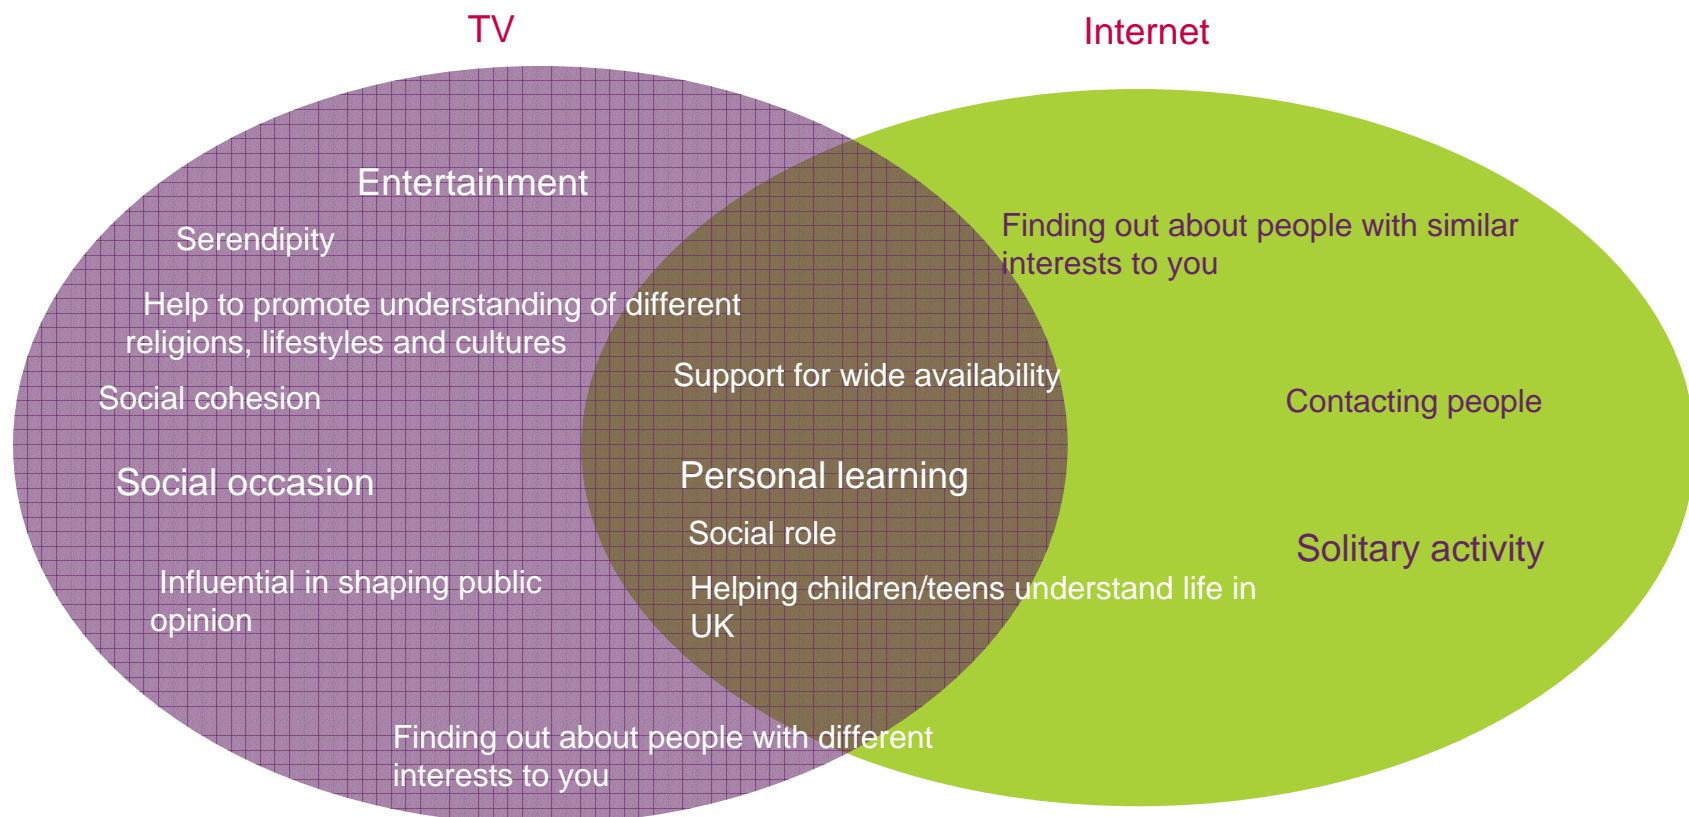 TV
Internet
Entertainment
Serendipity
Help to promote understanding of different
religions, lifestyles and cultures
Social cohesion
Social occasion
Influential in shaping public
opinion
Finding out about people with different
interests to you
Support for wide availability
Personal learning
Social role
Helping children/teens understand life in
UK
Finding out about people with similar
interests to you
Contacting people
Solitary activity